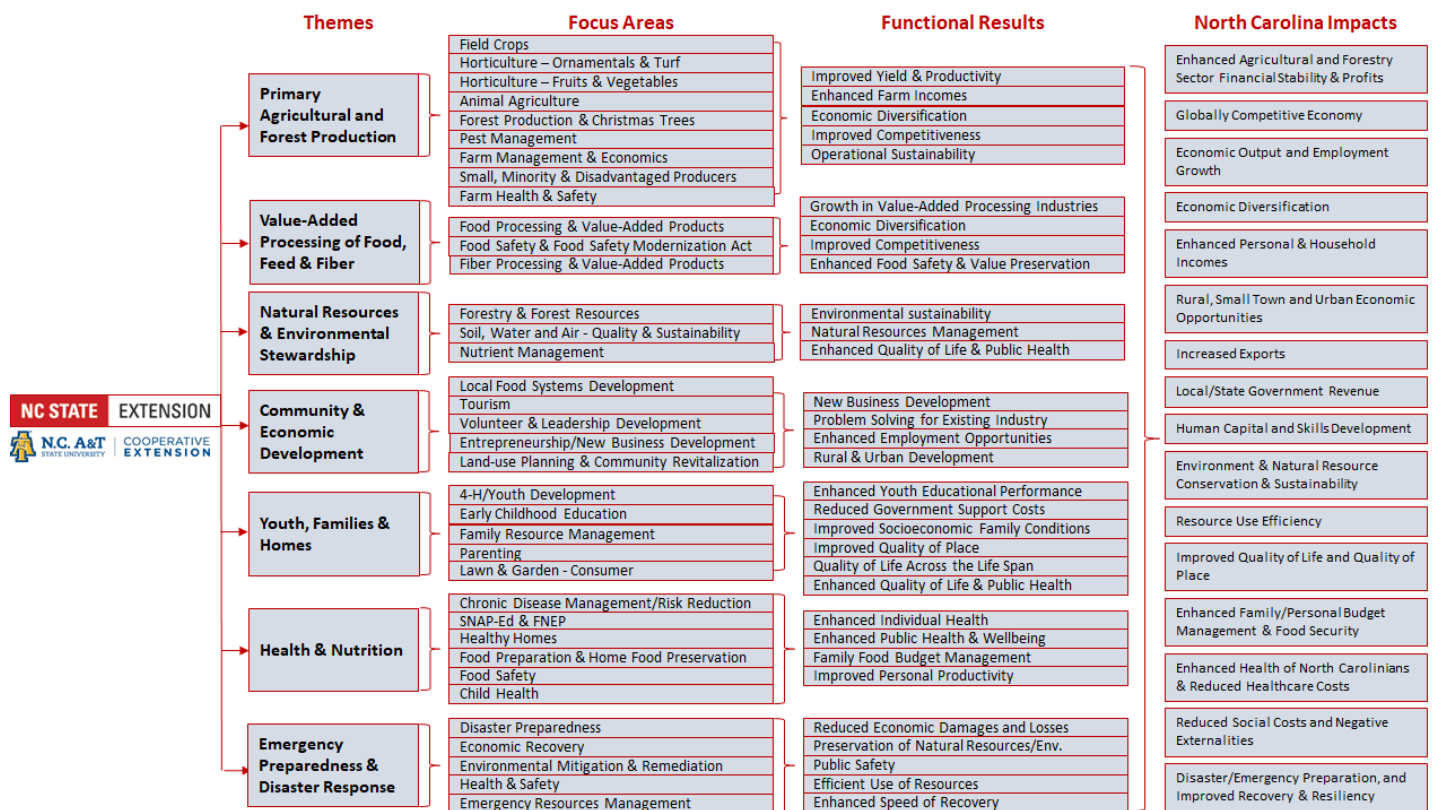 Themes
Focus Areas
Functional Results
North Carolina Impacts
NC STATE EXTENSION
N.C. A&T
STATE UNIVERSITY
COOPERATIVE
EXTENSION
Primary
Agricultural and
Forest Production
Field Crops
Horticulture – Ornamentals & Turf
Horticulture – Fruits & Vegetables
Animal Agriculture
Forest Production & Christmas Trees
Pest Management
Farm Management & Economics
Small, Minority & Disadvantaged Producers
Farm Health & Safety
Improved Yield & Productivity
Enhanced Farm Incomes
Economic Diversification
Improved Competitiveness
Operational Sustainability
Value-Added
Processing of Food,
Feed & Fiber
Food Processing & Value-Added Products
Food Safety & Food Safety Modernization Act
Fiber Processing & Value-Added Products
Growth in Value-Added Processing Industries
Economic Diversification
Improved Competitiveness
Enhanced Food Safety & Value Preservation
Natural Resources
& Environmental
Stewardship
Forestry & Forest Resources
Soil, Water and Air - Quality & Sustainability
Nutrient Management
Environmental sustainability
Natural Resources Management
Enhanced Quality of Life & Public Health
Community &
Economic
Development
Local Food Systems Development
Tourism
Volunteer & Leadership Development
Entrepreneurship/New Business Development
Land-use Planning & Community Revitalization
New Business Development
Problem Solving for Existing Industry
Enhanced Employment Opportunities
Rural & Urban Development
Youth, Families &
Homes
4-H/Youth Development
Early Childhood Education
Family Resource Management
Parenting
Lawn & Garden - Consumer
Enhanced Youth Educational Performance
Reduced Government Support Costs
Improved Socioeconomic Family Conditions
Improved Quality of Place
Quality of Life Across the Life Span
Enhanced Quality of Life & Public Health
Health & Nutrition
Chronic Disease Management/Risk Reduction
SNAP-Ed & FNEP
Healthy Homes
Food Preparation & Home Food Preservation
Food Safety
Child Health
Enhanced Individual Health
Enhanced Public Health & Wellbeing
Family Food Budget Management
Improved Personal Productivity
Emergency
Preparedness &
Disaster Response
Disaster Preparedness
Economic Recovery
Environmental Mitigation & Remediation
Health & Safety
Emergency Resources Management
Reduced Economic Damages and Losses
Preservation of Natural Resources/Env.
Public Safety
Efficient Use of Resources
Enhanced Speed of Recovery
Enhanced Agricultural and Forestry
Sector Financial Stability & Profits
Globally Competitive Economy
Economic Output and Employment
Growth
Economic Diversification
Enhanced Personal & Household
Incomes
Rural, Small Town and Urban Economic
Opportunities
Increased Exports
Local/State Government Revenue
Human Capital and Skills Development
Environment & Natural Resource
Conservation & Sustainability
Resource Use Efficiency
Improved Quality of Life and Quality of
Place
Enhanced Family/Personal Budget
Management & Food Security
Enhanced Health of North Carolinians
& Reduced Healthcare Costs
Reduced Social Costs and Negative
Externalities
Disaster/Emergency Preparation, and
Improved Recovery & Resiliency